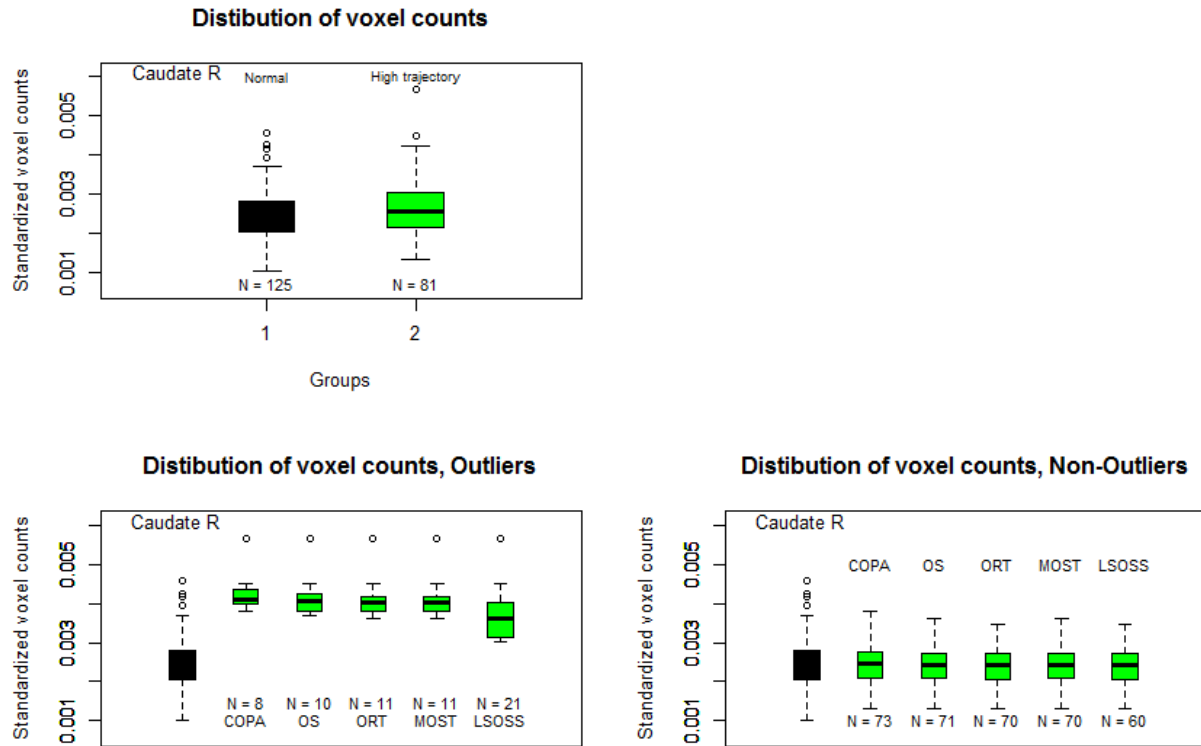 Distibution of voxel counts
Standardized voxel counts
0.001 0.003 0.005
Caudate R Normal High trajectory
N = 125 N = 81
1 2
Groups
Distibution of voxel counts, Outliers
Standardized voxel counts
0.001 0.003 0.005
Caudate R
N = 8 N = 10 N = 11 N = 11 N = 21
COPA OS ORT MOST LSOSS
Distibution of voxel counts, Non-Outliers
Standardized voxel counts
0.001 0.003 0.005
Caudate R
COPA OS ORT MOST LSOSS
N = 73 N = 71 N = 70 N = 70 N = 60